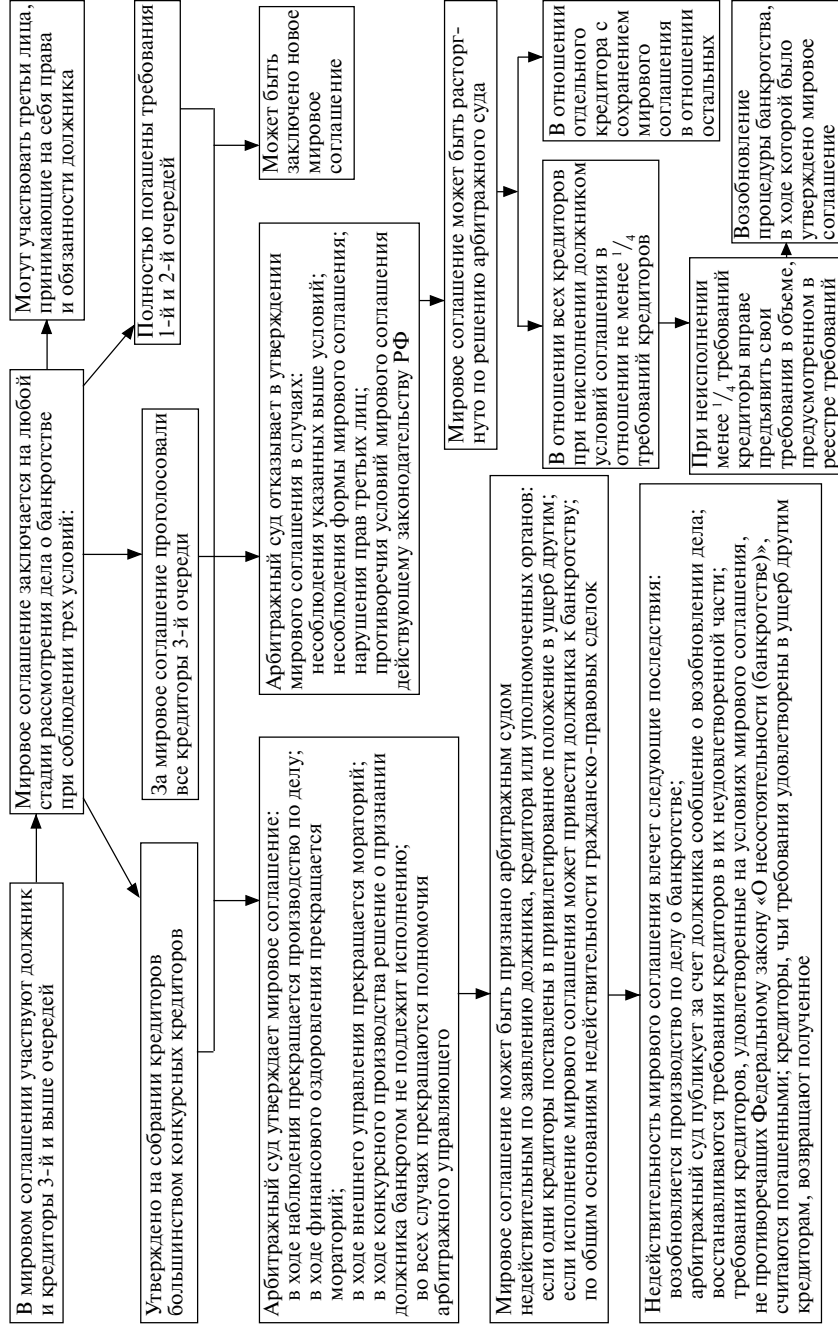 В мировом соглашении участвуют должник
и кредиторы 3-й и выше очередей
Мировое соглашение заключается на любой
стадии рассмотрения дела о банкротстве
при соблюдении трех условий:
Могут участвовать третьи лица,
принимающие на себя права
и обязанности должника
Утверждено на собрании кредиторов
большинством конкурсных кредиторов
За мировое соглашение проголосовали
все кредиторы 3-й очереди
Полностью погашены требования
1-й и 2-й очередей
Арбитражный суд утверждает мировое соглашение:
в ходе наблюдения прекращается производство по делу;
в ходе финансового оздоровления прекращается
мораторий;
в ходе внешнего управления прекращается мораторий;
в ходе конкурсного производства решение о признании
должника банкротом не подлежит исполнению;
во всех случаях прекращаются полномочия
арбитражного управляющего
Арбитражный суд отказывает в утверждении
мирового соглашения в случаях:
несоблюдения указанных выше условий;
несоблюдения формы мирового соглашения;
нарушения прав третьих лиц;
противоречия условий мирового соглашения
действующему законодательству РФ
Может быть
заключено новое
мировое
соглашение
Мировое соглашение может быть признано арбитражным судом
недействительным по заявлению должника, кредитора или уполномоченных органов:
если одни кредиторы поставлены в привилегированное положение в ущерб другим;
если исполнение мирового соглашения может привести должника к банкротству;
по общим основаниям недействительности гражданско-правовых сделок
Мировое соглашение может быть расторг-
нуто по решению арбитражного суда
В отношении всех кредиторов
при неисполнении должником
условий соглашения в
отношении не менее 1/4
требований кредиторов
В отношении
отдельного
кредитора с
сохранением
мирового
соглашения
в отношении
остальных
Недействительность мирового соглашения влечет следующие последствия:
возобновляется производство по делу о банкротстве;
арбитражный суд публикует за счет должника сообщение о возобновлении дела;
восстанавливаются требования кредиторов в их неудовлетворенной части;
требования кредиторов, удовлетворенные на условиях мирового соглашения,
не противоречащих Федеральному закону «О несостоятельности (банкротстве)»,
считаются погашенными; кредиторы, чьи требования удовлетворены в ущерб другим
кредиторам, возвращают полученное
При неисполнении
менее 1/4 требований
кредиторы вправе
предъявить свои
требования в объеме,
предусмотренном в
реестре требований
Возобновление
процедуры банкротства,
в ходе которой было
утверждено мировое
соглашение